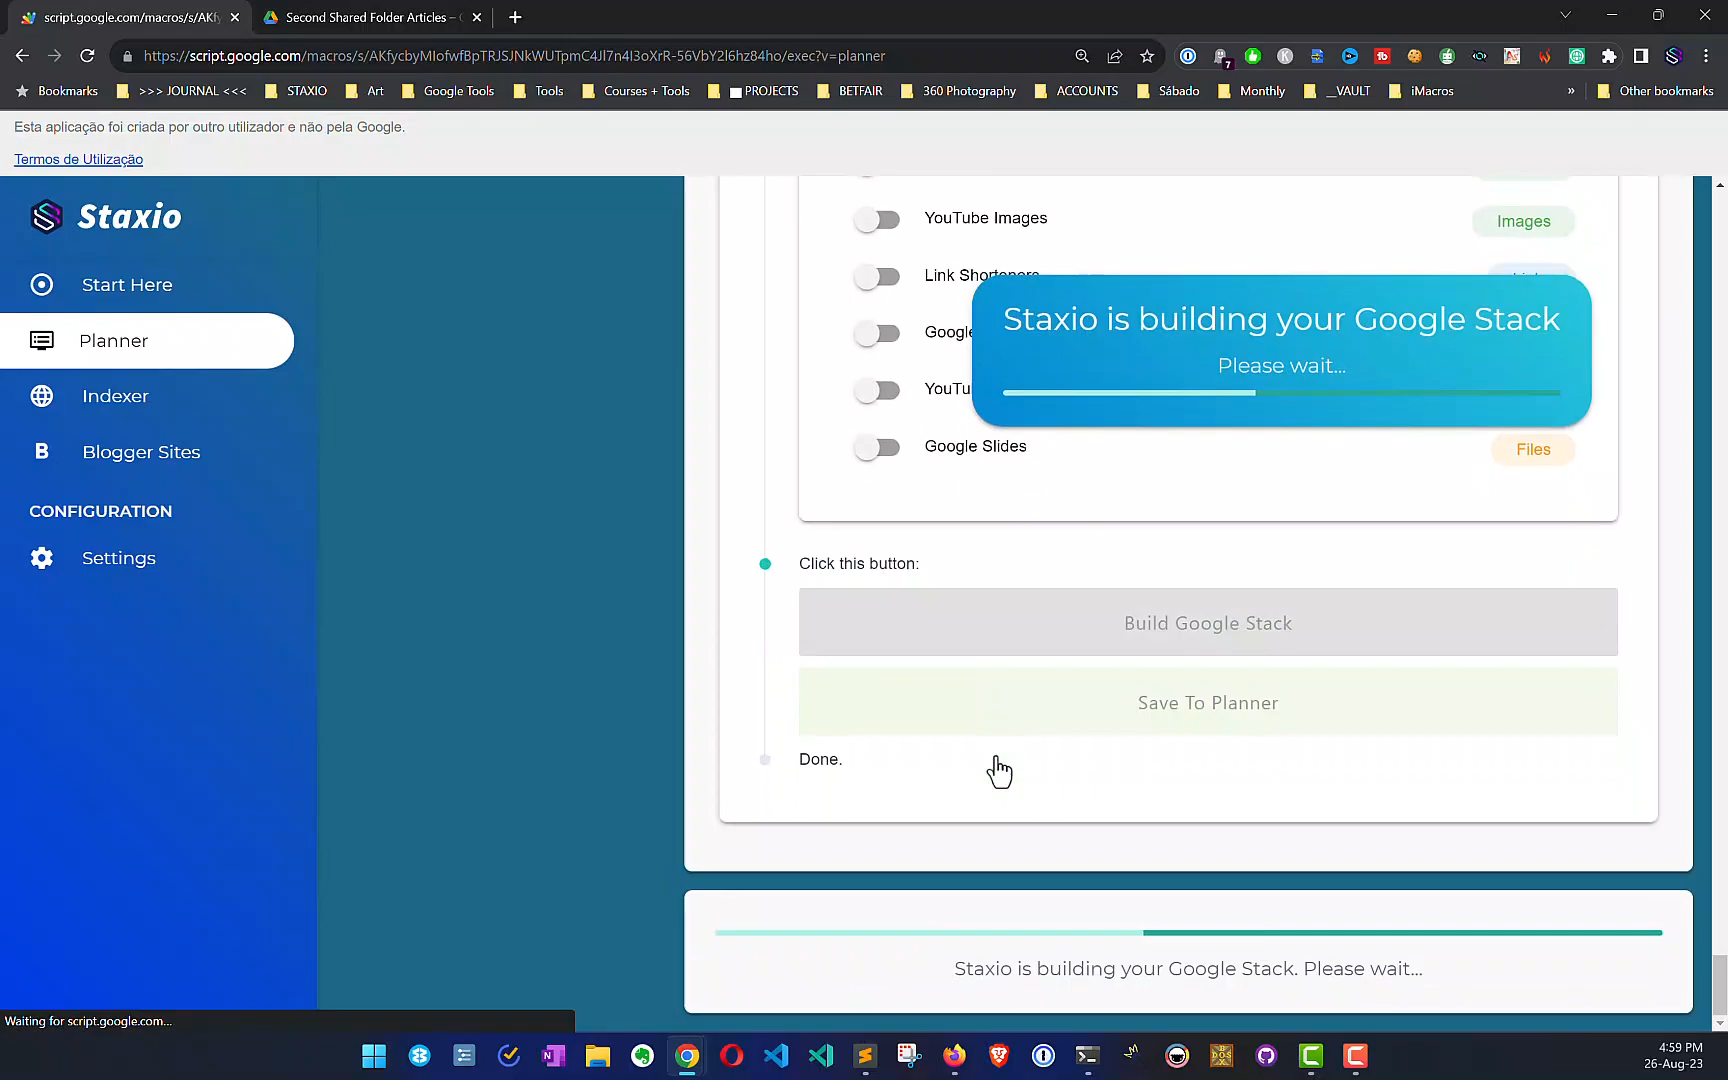 script.google.com/macros/s/AKfy
Second Shared Folder Articles –
https://script.google.com/macros/s/AKfycbyMIofwfBpTRJSJNkWUTpmC4Jl7n4I3oXrR-56VbY2l6hz84ho/exec?v=planner
7
Bookmarks
>>> JOURNAL <<<
STAXIO
Art
Google Tools
Tools
Courses + Tools
PROJECTS
BETFAIR
360 Photography
ACCOUNTS
Sábado
Monthly
__VAULT
iMacros
»
Other bookmarks
Esta aplicação foi criada por outro utilizador e não pela Google.
Termos de Utilização
Staxio
Start Here
Planner
Indexer
B Blogger Sites
CONFIGURATION
Settings
YouTube Images
Images
Link Shorteners
Google
YouTu
Google Slides
Files
Staxio is building your Google Stack
Please wait...
Click this button:
Build Google Stack
Save To Planner
Done.
Staxio is building your Google Stack. Please wait...
Waiting for script.google.com...
4:59 PM
26-Aug-23